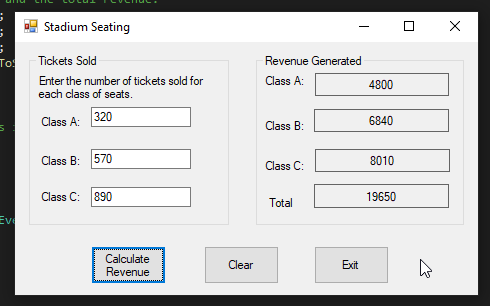 and the total revenue.
Stadium Seating
Tickets Sold
Enter the number of tickets sold for
each class of seats.
Class A: 320
Class B: 570
Class C: 890
Revenue Generated
Class A: 4800
Class B: 6840
Class C: 8010
Total 19650
Calculate
Revenue
Clear
Exit